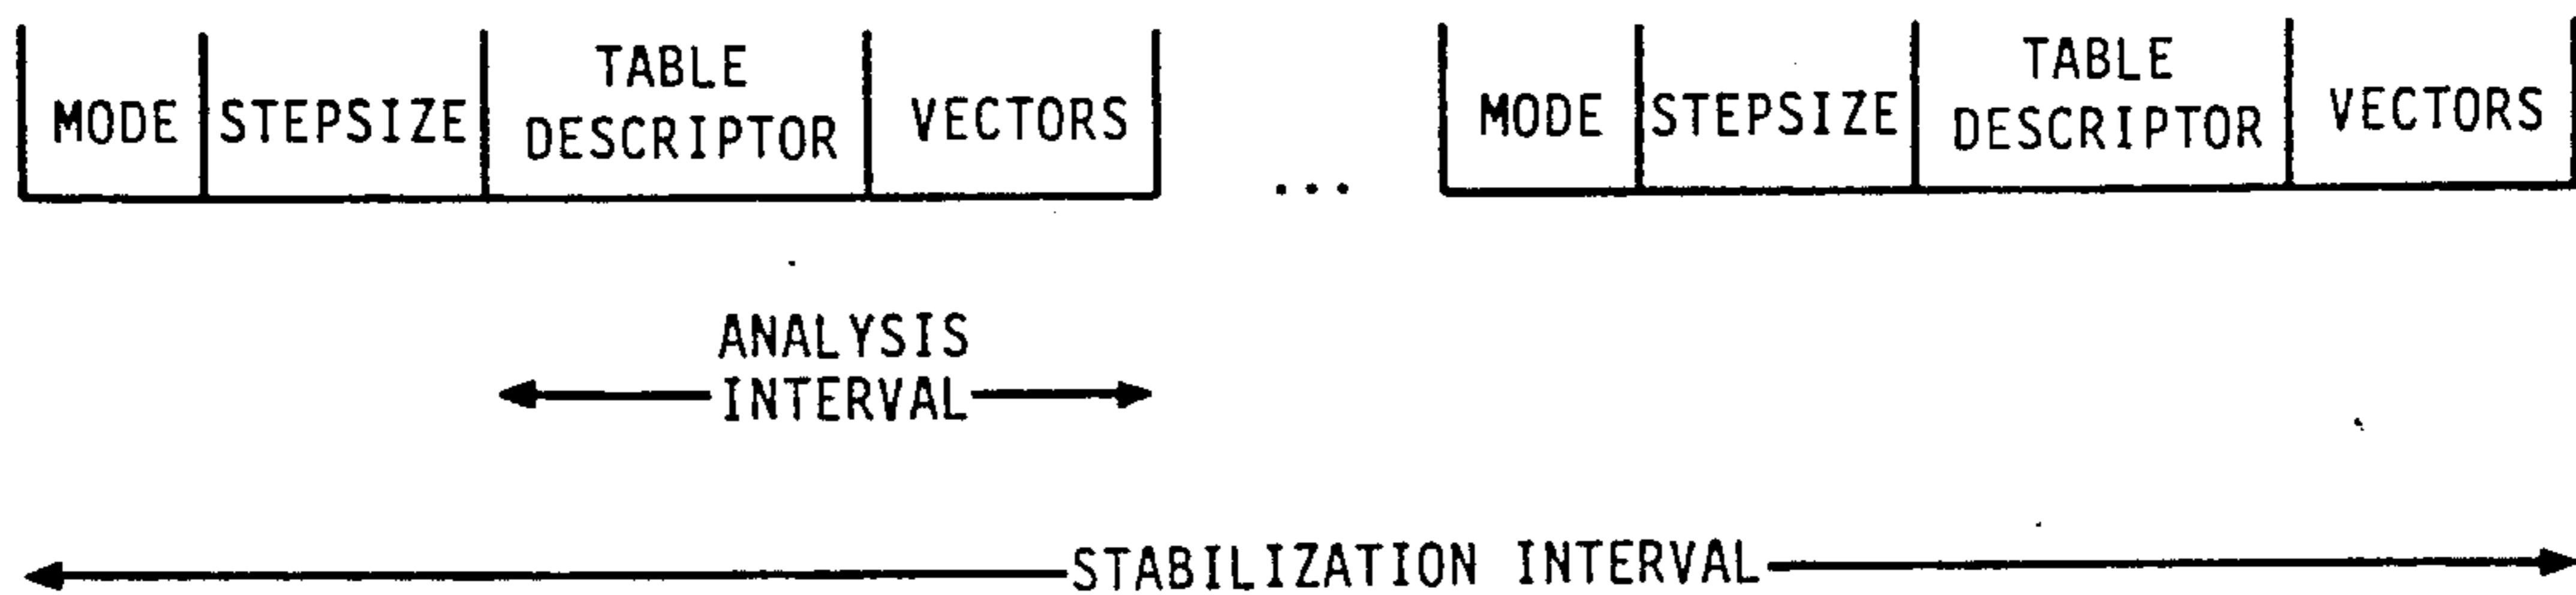 MODE STEPSIZE TABLE DESCRIPTOR VECTORS ... MODE STEPSIZE TABLE DESCRIPTOR VECTORS
ANALYSIS
INTERVAL
STABILIZATION INTERVAL